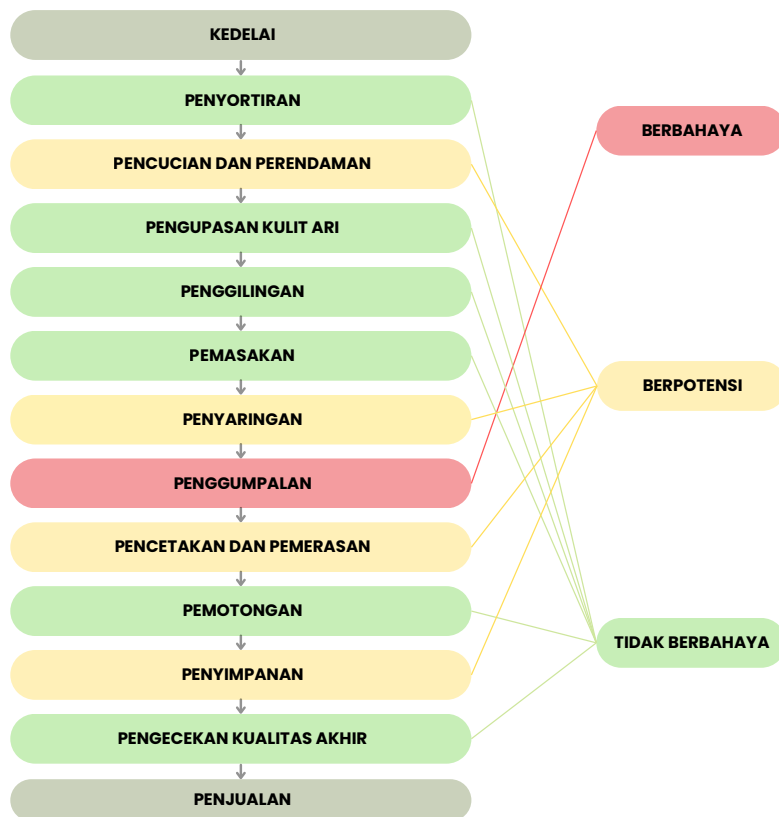 KEDELAI
PENYORTIRAN
PENCUCIAN DAN PERENDAMAN
PENGUPASAN KULIT ARI
PENGGILINGAN
PEMASAKAN
PENYARINGAN
PENGGUMPALAN
PENCETAKAN DAN PEMERASAN
PEMOTONGAN
PENYIMPANAN
PENGECEKAN KUALITAS AKHIR
PENJUALAN
BERBAHAYA
BERPOTENSI
TIDAK BERBAHAYA